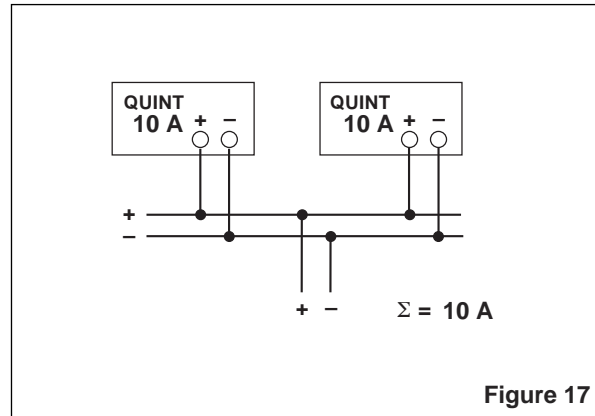 QUINT
10 A + −
QUINT
10 A + −
+
−
+ − Σ = 10 A
Figure 17